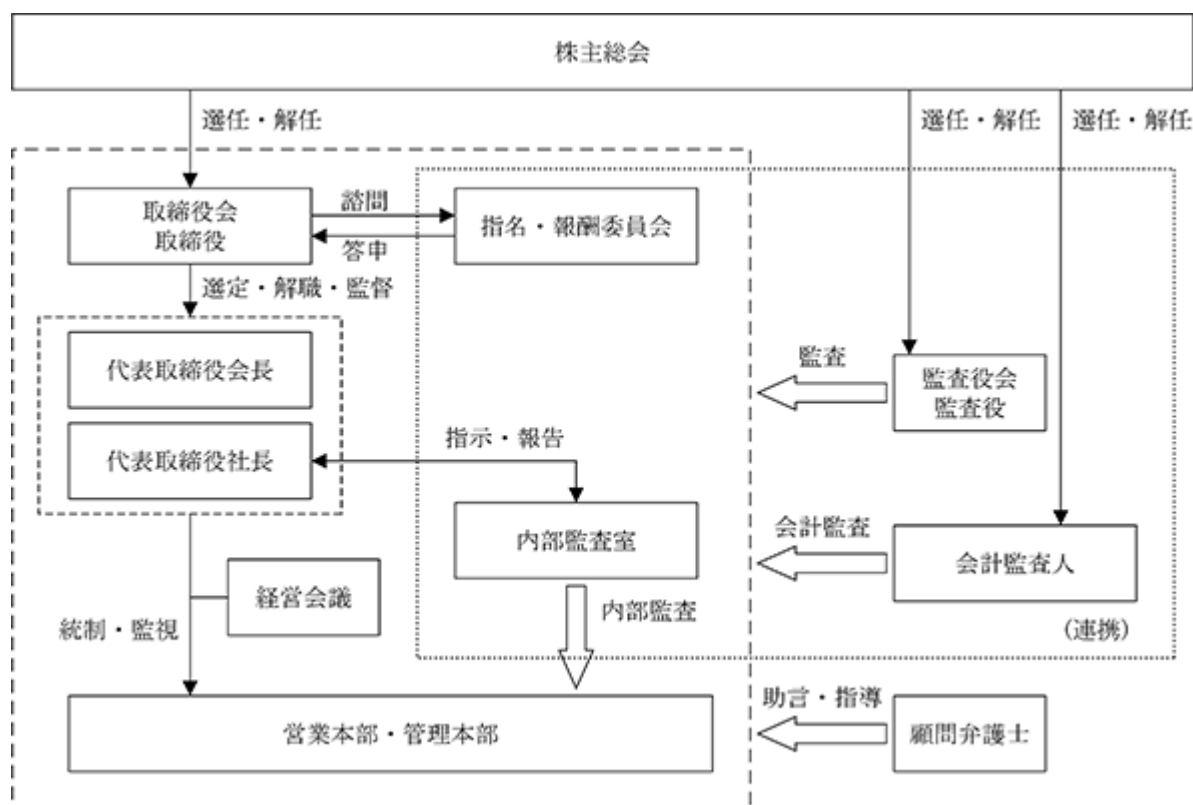 株主総会
選任・解任
選任・解任
選任・解任
取締役会
取締役
諮問
答申
指名・報酬委員会
選定・解職・監督
代表取締役会長
代表取締役社長
指示・報告
監査
監査役会
監査役
内部監査室
会計監査
会計監査人
経営会議
内部監査
統制・監視
(連携)
営業本部・管理本部
助言・指導
顧問弁護士